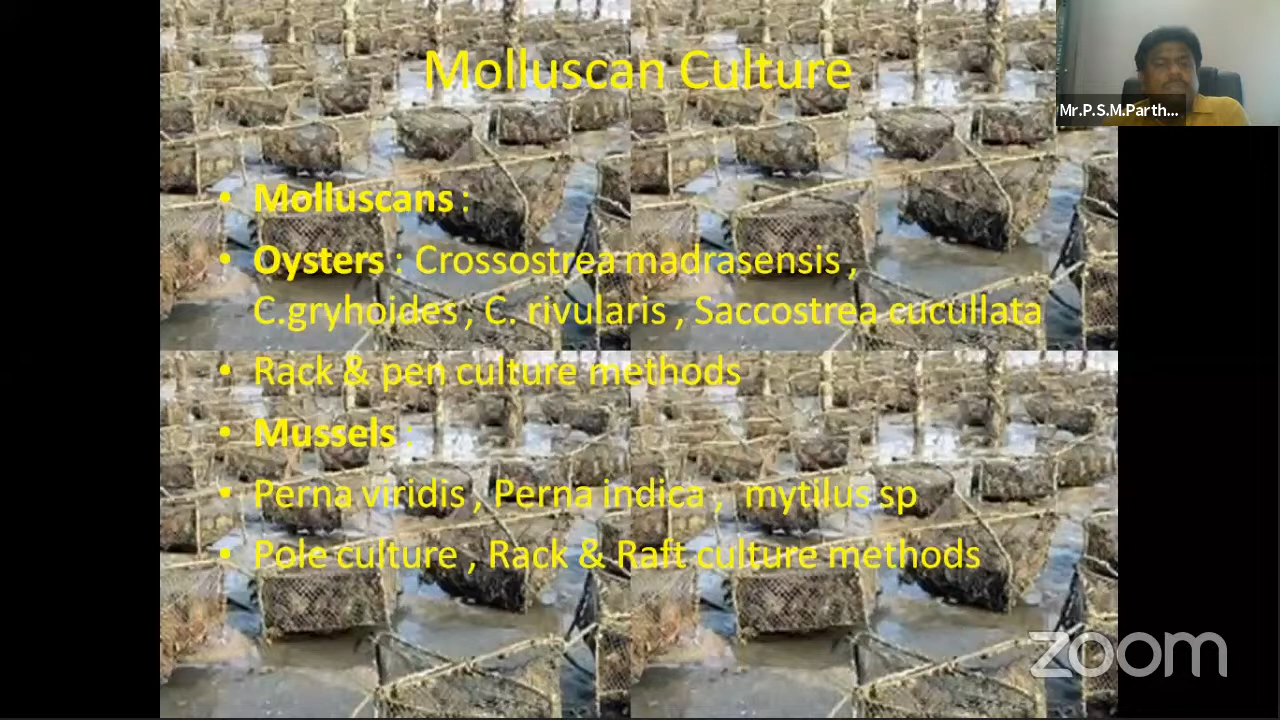 Molluscan Culture
Mr.P.S.M.Parth...
• Molluscans :
• Oysters : Crossostrea madrasensis ,
C.gryhoides , C. rivularis , Saccostrea cucullata
• Rack & pen culture methods
• Mussels :
• Perna viridis , Perna indica , mytilus sp
• Pole culture , Rack & Raft culture methods
zoom